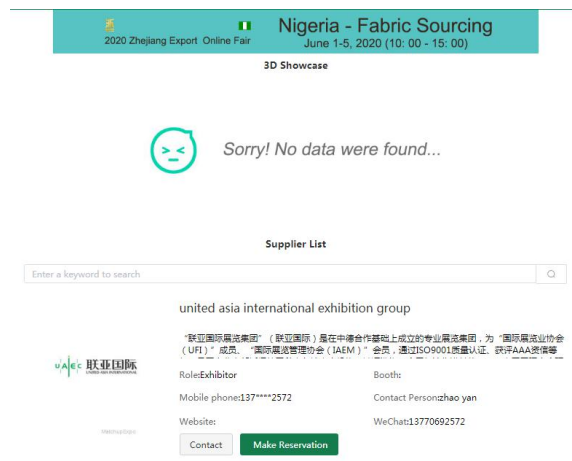 Nigeria - Fabric Sourcing
2020 Zhejiang Export Online Fair
June 1-5, 2020 (10: 00 - 15: 00)
3D Showcase
Sorry! No data were found...
Supplier List
Enter a keyword to search
united asia international exhibition group
“联亚国际展览集团”（联亚国际）是在中德合作基础上成立的专业展览集团，为“国际展览业协会
（UFI）”成员、“国际展览管理协会（IAEM）”会员，通过ISO9001质量认证、获评AAA资信等
UAEC 联亚国际
Role:Exhibitor
Booth:
Mobile phone:137****2572
Contact Person:zhao yan
Website:
WeChat:13770692572
Contact
Make Reservation